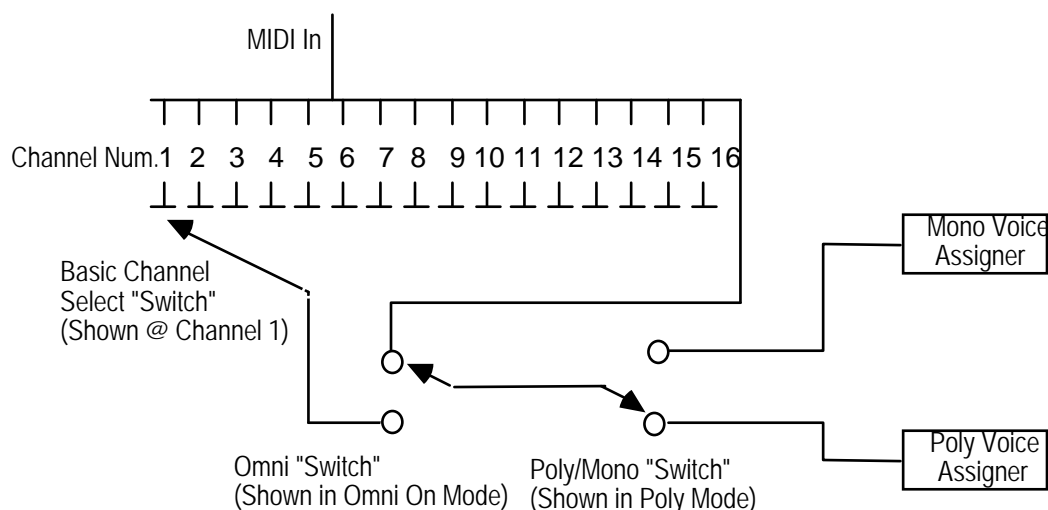 MIDI In
Channel Num. 1 2 3 4 5 6 7 8 9 10 11 12 13 14 15 16
Basic Channel
Select "Switch"
(Shown @ Channel 1)
Mono Voice
Assigner
Omni "Switch"
(Shown in Omni On Mode)
Poly/Mono "Switch"
(Shown in Poly Mode)
Poly Voice
Assigner